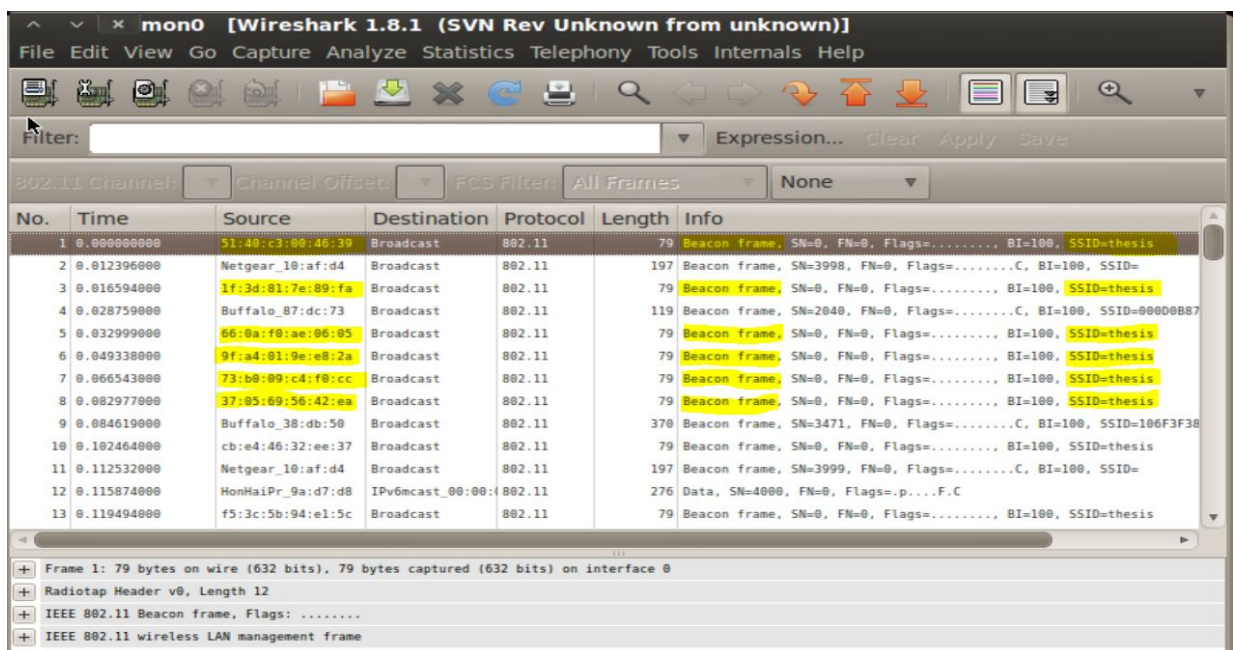 mon0 [Wireshark 1.8.1 (SVN Rev Unknown from unknown)]
File Edit View Go Capture Analyze Statistics Telephony Tools Internals Help
Filter: Expression... Clear Apply Save
802.11 Channel: Channel Offset: FCS Filter: All Frames None
No. Time Source Destination Protocol Length Info
1 0.000000000 51:40:c3:00:46:39 Broadcast 802.11 79 Beacon frame, SN=0, FN=0, Flags=........, BI=100, SSID=thesis
2 0.012396000 Netgear_10:af:d4 Broadcast 802.11 197 Beacon frame, SN=3998, FN=0, Flags=........C, BI=100, SSID=
3 0.016594000 1f:3d:81:7e:89:fa Broadcast 802.11 79 Beacon frame, SN=0, FN=0, Flags=........, BI=100, SSID=thesis
4 0.028759000 Buffalo_87:dc:73 Broadcast 802.11 119 Beacon frame, SN=2040, FN=0, Flags=........C, BI=100, SSID=000D0B87
5 0.032999000 66:0a:f0:ae:06:05 Broadcast 802.11 79 Beacon frame, SN=0, FN=0, Flags=........, BI=100, SSID=thesis
6 0.049338000 9f:a4:01:9e:e8:2a Broadcast 802.11 79 Beacon frame, SN=0, FN=0, Flags=........, BI=100, SSID=thesis
7 0.066543000 73:b0:09:c4:f0:cc Broadcast 802.11 79 Beacon frame, SN=0, FN=0, Flags=........, BI=100, SSID=thesis
8 0.082977000 37:05:69:56:42:ea Broadcast 802.11 79 Beacon frame, SN=0, FN=0, Flags=........, BI=100, SSID=thesis
9 0.084619000 Buffalo_38:db:50 Broadcast 802.11 370 Beacon frame, SN=3471, FN=0, Flags=........C, BI=100, SSID=106F3F38
10 0.102464000 cb:e4:46:32:ee:37 Broadcast 802.11 79 Beacon frame, SN=0, FN=0, Flags=........, BI=100, SSID=thesis
11 0.112532000 Netgear_10:af:d4 Broadcast 802.11 197 Beacon frame, SN=3999, FN=0, Flags=........C, BI=100, SSID=
12 0.115874000 HonHaiPr_9a:d7:d8 IPv6mcast_00:00:( 802.11 276 Data, SN=4000, FN=0, Flags=.p....F.C
13 0.119494000 f5:3c:5b:94:e1:5c Broadcast 802.11 79 Beacon frame, SN=0, FN=0, Flags=........, BI=100, SSID=thesis
Frame 1: 79 bytes on wire (632 bits), 79 bytes captured (632 bits) on interface 0
Radiotap Header v0, Length 12
IEEE 802.11 Beacon frame, Flags: ........
IEEE 802.11 wireless LAN management frame